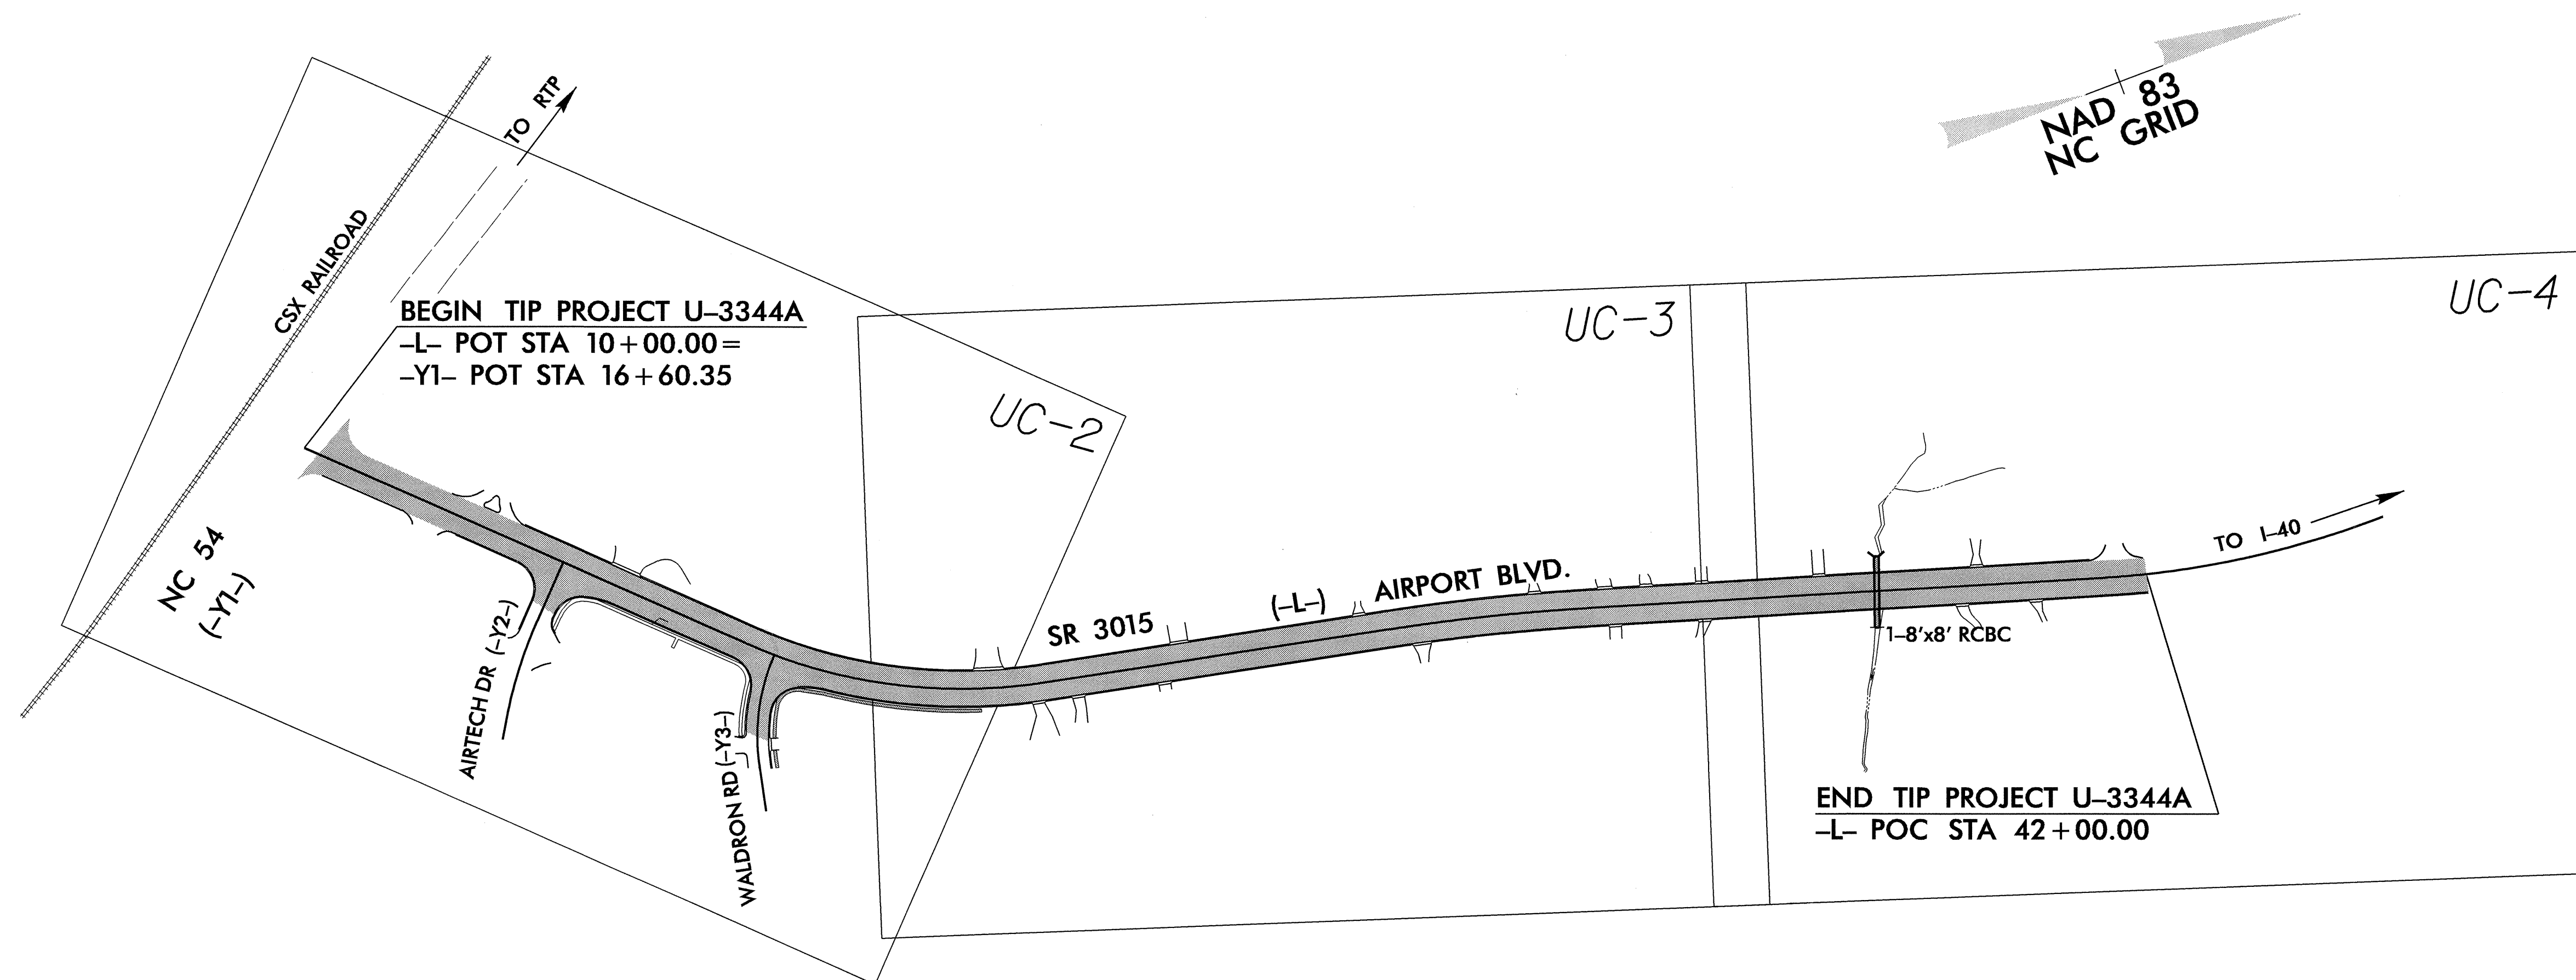 TO RTP
CSX RAILROAD
NAD 83
NC GRID
BEGIN TIP PROJECT U–3344A
–L– POT STA 10+00.00=
–Y1– POT STA 16+60.35
UC-2
UC-3
UC-4
NC 54
(–Y1–)
AIRTECH DR (–Y2–)
WALDRON RD (–Y3–)
SR 3015 (–L–) AIRPORT BLVD.
TO I–40
1–8'x8' RCBC
END TIP PROJECT U–3344A
–L– POC STA 42+00.00